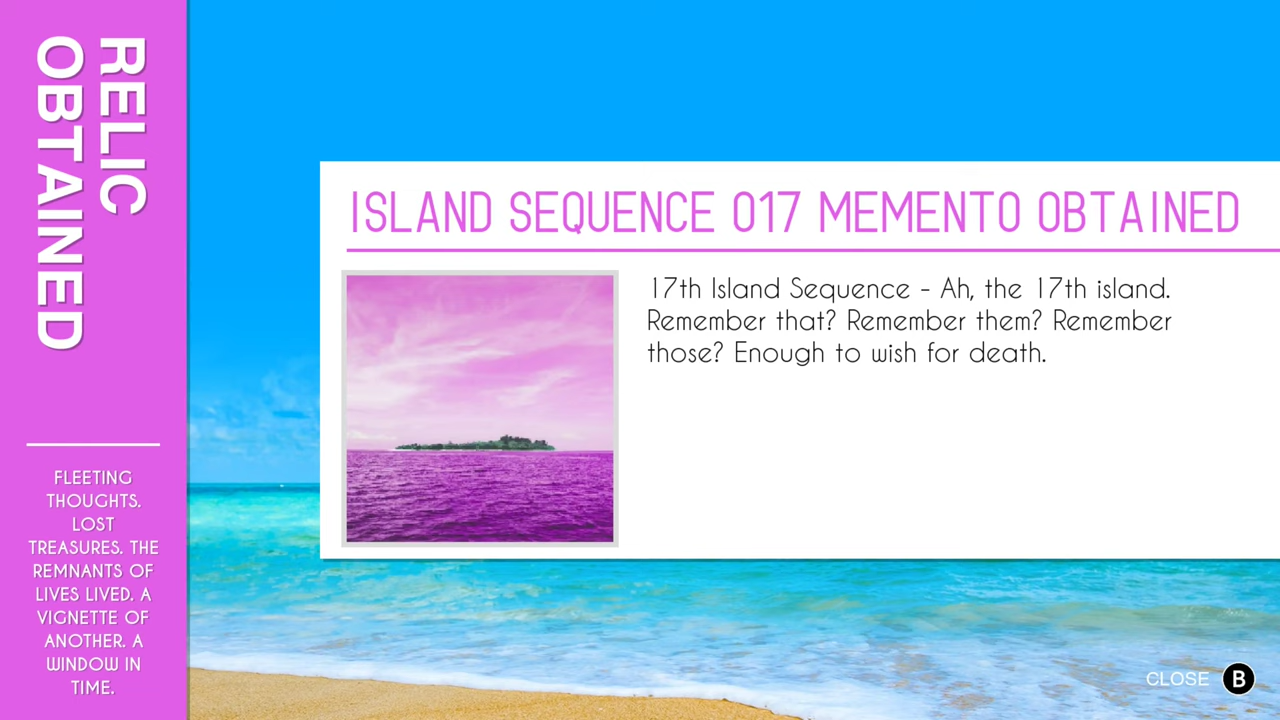 RELIC
OBTAINED
FLEETING
THOUGHTS.
LOST
TREASURES. THE
REMNANTS OF
LIVES LIVED. A
VIGNETTE OF
ANOTHER. A
WINDOW IN
TIME.
ISLAND SEQUENCE 017 MEMENTO OBTAINED
17th Island Sequence - Ah, the 17th island.
Remember that? Remember them? Remember
those? Enough to wish for death.
CLOSE B